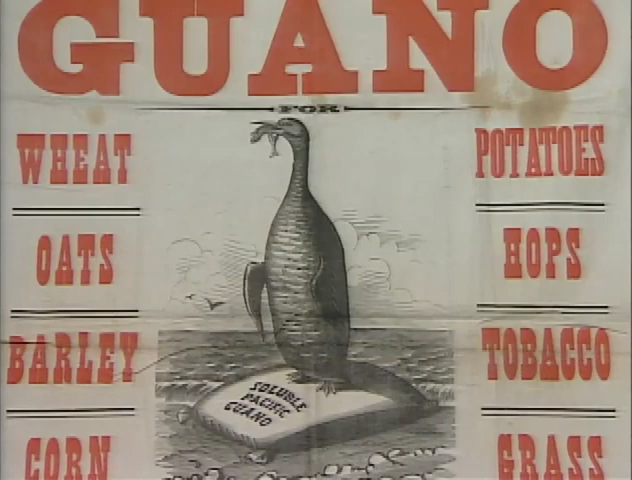 GUANO
FOR
WHEAT
OATS
BARLEY
CORN
SOLUBLE
PACIFIC
GUANO
POTATOES
HOPS
TOBACCO
GRASS